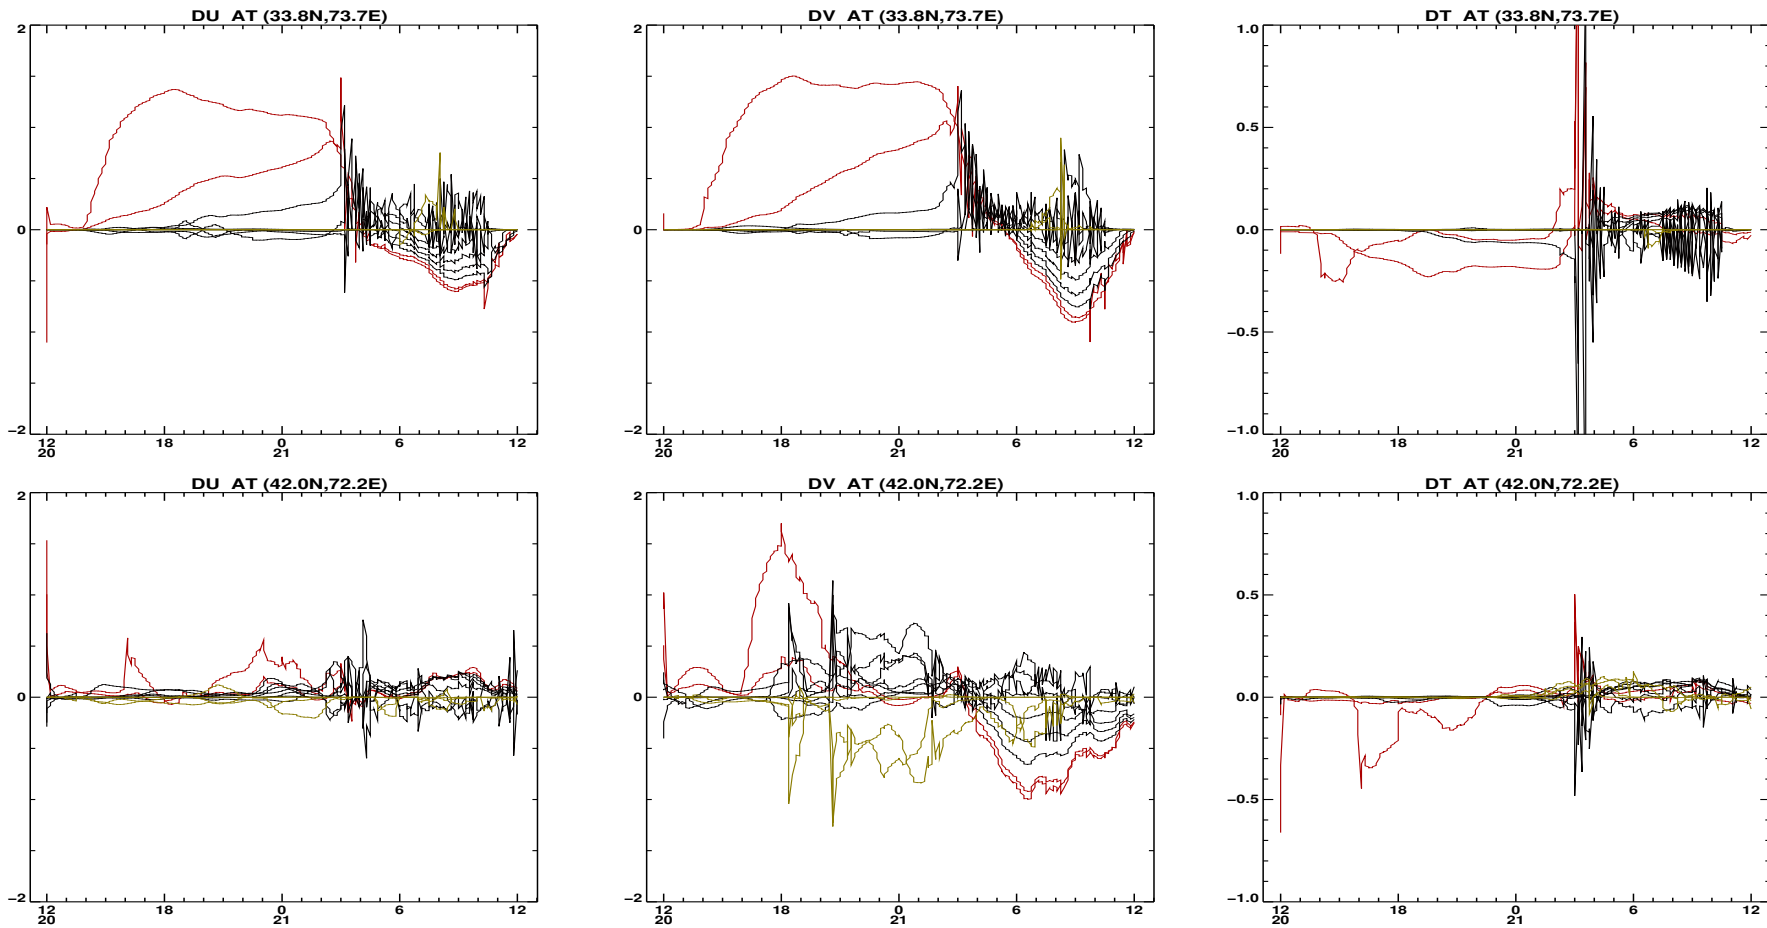 DU AT (33.8N,73.7E)
2
0
−2
12 18 0 6 12
20 21
DV AT (33.8N,73.7E)
2
0
−2
12 18 0 6 12
20 21
DT AT (33.8N,73.7E)
1.0
0.5
0.0
−0.5
−1.0
12 18 0 6 12
20 21
DU AT (42.0N,72.2E)
2
0
−2
12 18 0 6 12
20 21
DV AT (42.0N,72.2E)
2
0
−2
12 18 0 6 12
20 21
DT AT (42.0N,72.2E)
1.0
0.5
0.0
−0.5
−1.0
12 18 0 6 12
20 21